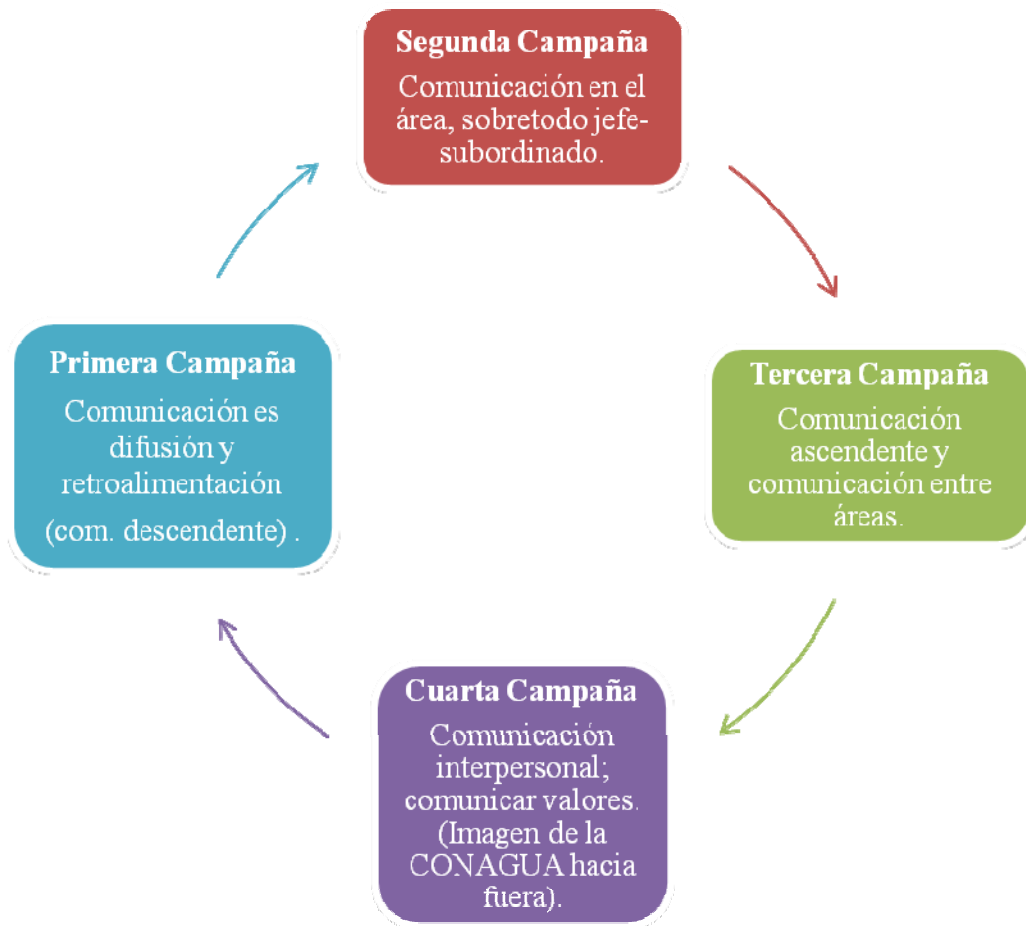 Segunda Campaña
Comunicación en el
área, sobretodo jefe-
subordinado.
Primera Campaña
Comunicación es
difusión y
retroalimentación
(com. descendente) .
Tercera Campaña
Comunicación
ascendente y
comunicación entre
áreas.
Cuarta Campaña
Comunicación
interpersonal;
comunicar valores.
(Imagen de la
CONAGUA hacia
fuera).